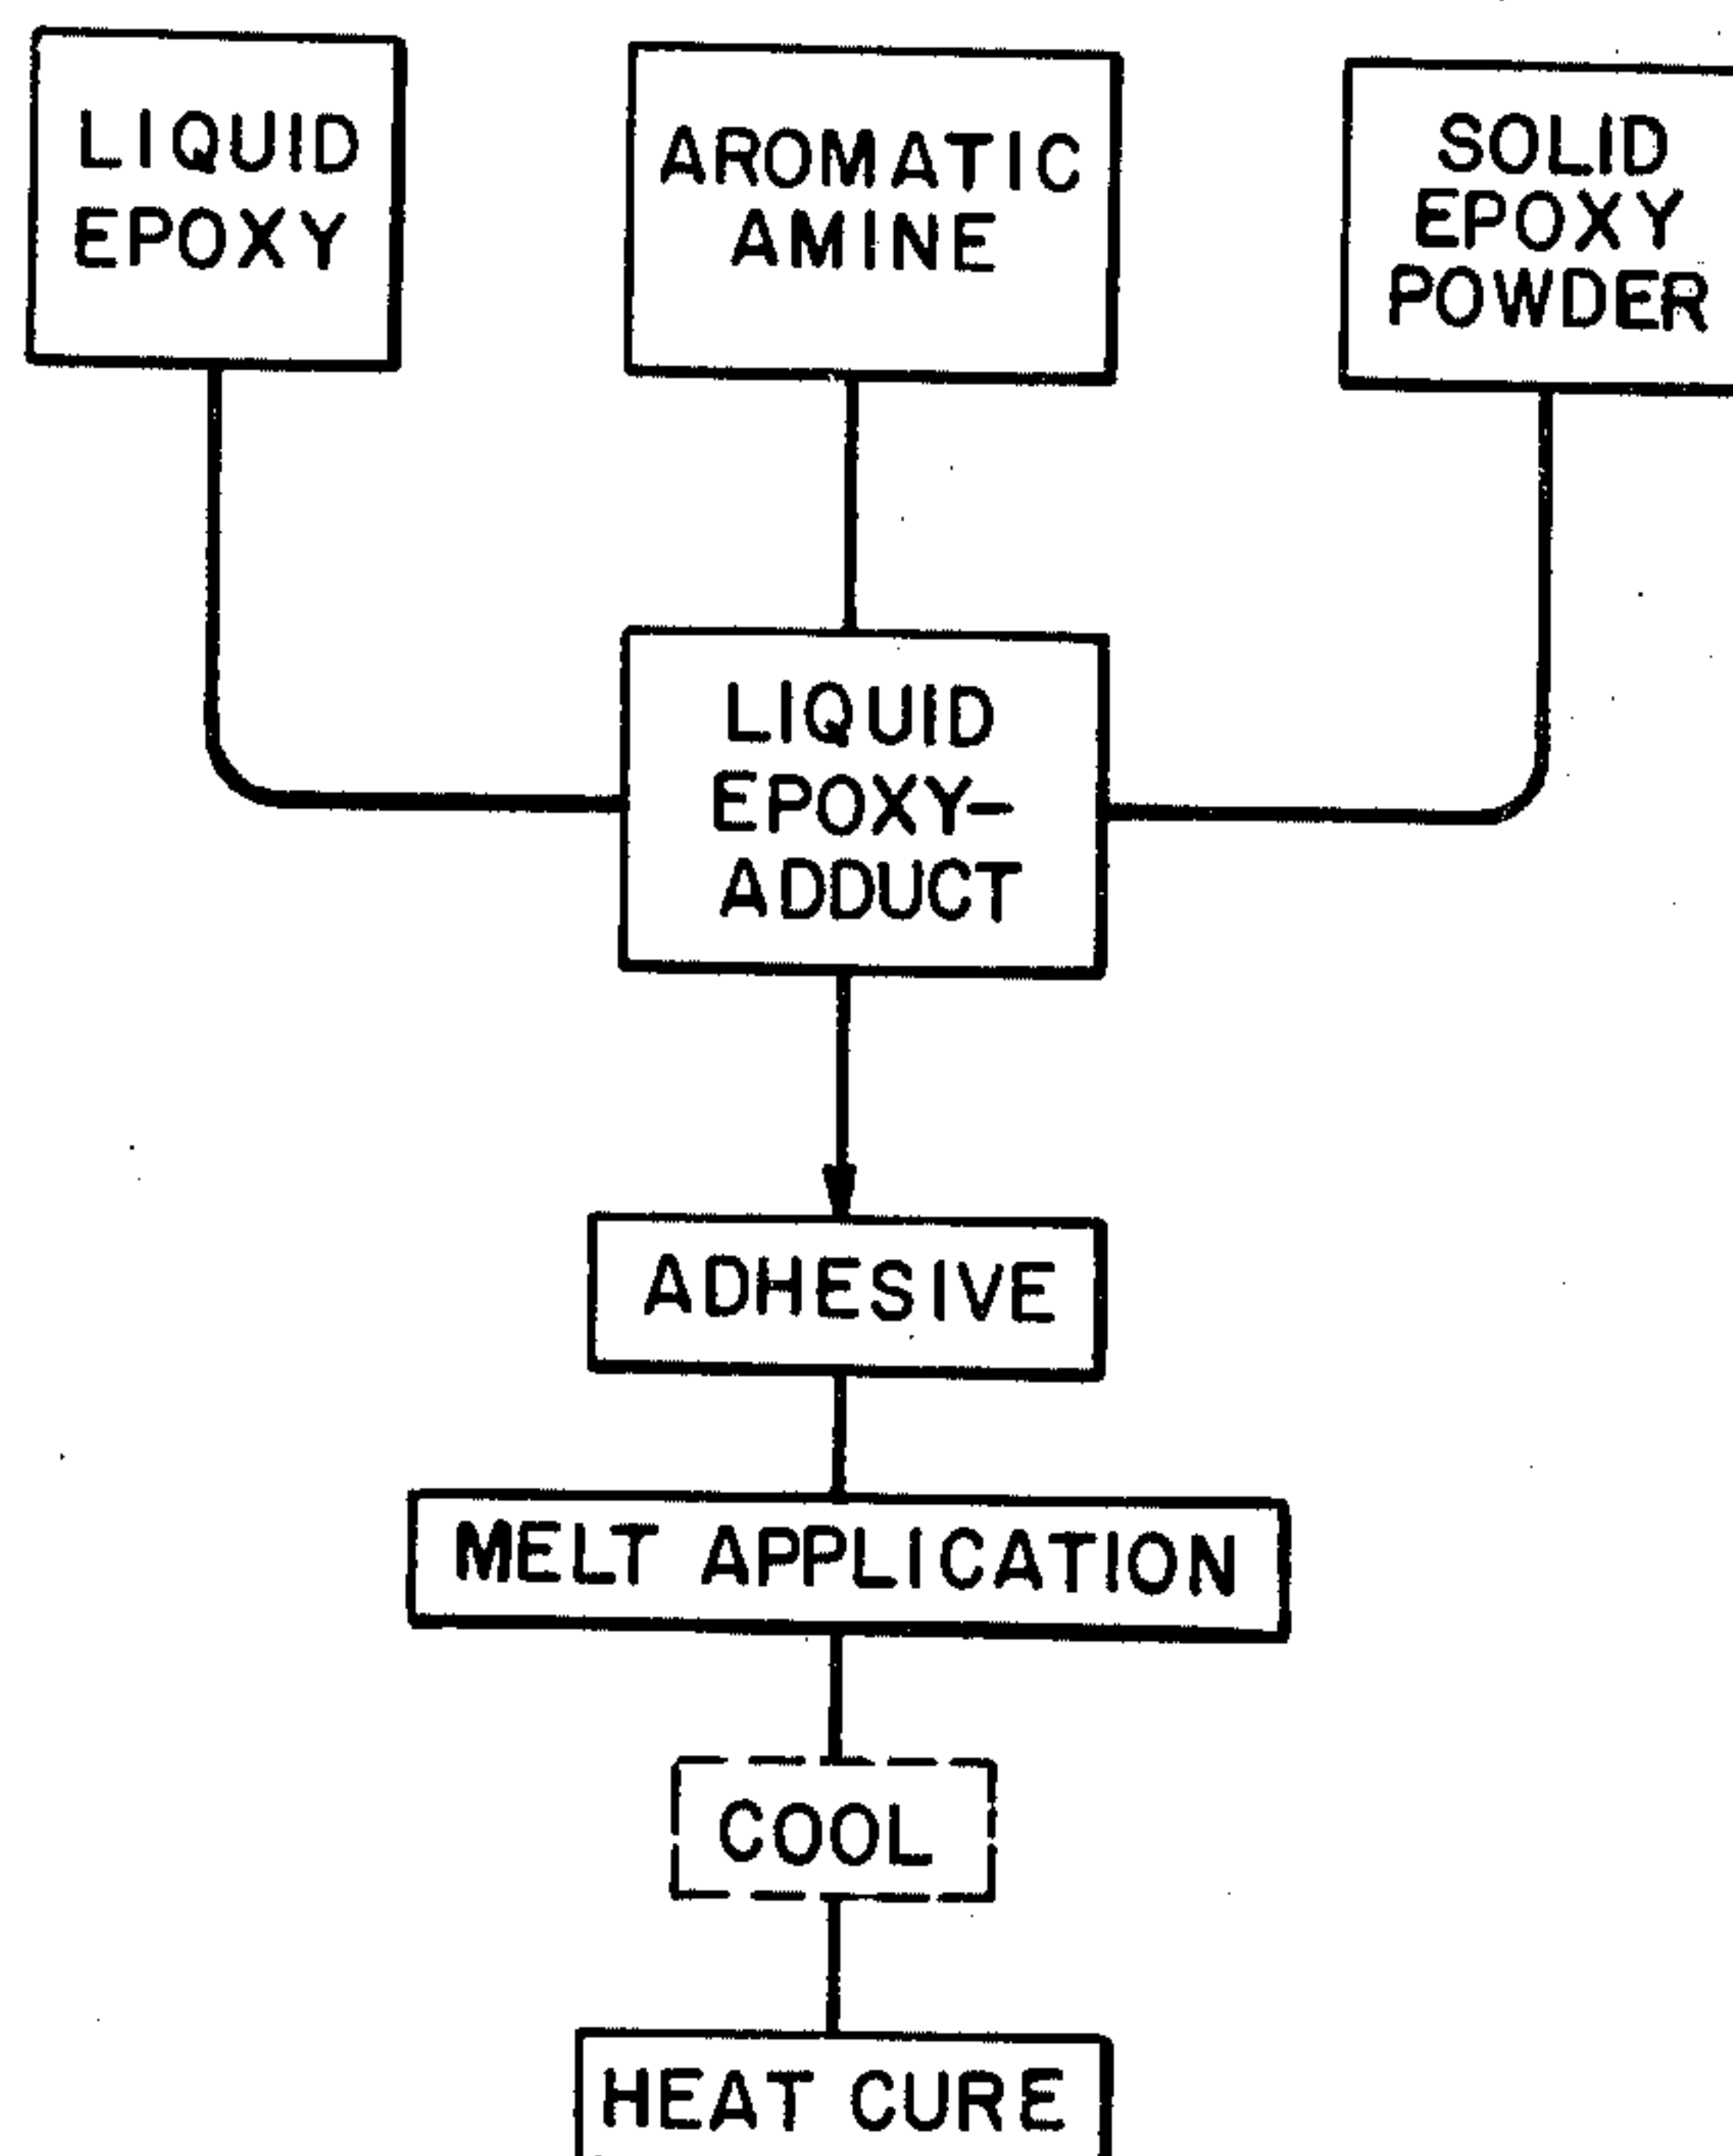 LIQUID
EPOXY
AROMATIC
AMINE
SOLID
EPOXY
POWDER
LIQUID
EPOXY-
ADDUCT
ADHESIVE
MELT APPLICATION
COOL
HEAT CURE